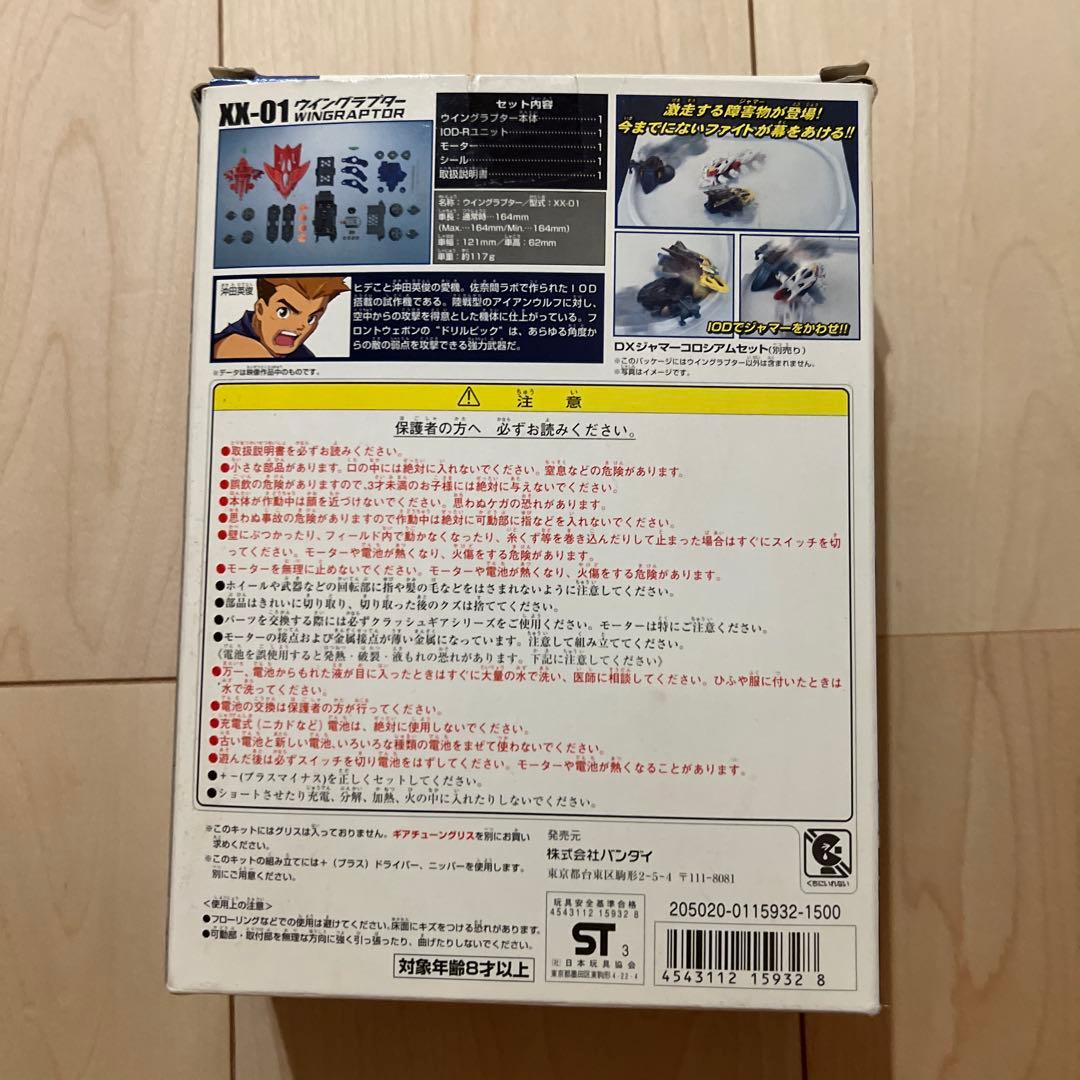 XX-01 ウイングラプター
WINGRAPTOR
セット内容
ウイングラプター本体……1
IOD-Rユニット……1
モーター……1
シール……1
取扱説明書……1
名称：ウイングラプター／型式：XX-01
車長：通常時…164mm
(Max.…164mm/Min.…164mm)
車幅：121mm／車高：62mm
車重：約117g
沖田英俊
ヒデこと沖田英俊の愛機。佐奈間ラボで作られたIOD
搭載の試作機である。陸戦型のアイアンウルフに対し、
空中からの攻撃を得意とした機体に仕上がっている。フ
ロントウェポンの“ドリルビック”は、あらゆる角度か
らの敵の弱点を攻撃できる強力武器だ。
※データは映像作品中のものです。
激走する障害物が登場!
ジャマー
今までにないファイトが幕をあける!!
IODでジャマーをかわせ!!
DXジャマーコロシアムセット(別売り)
※このパッケージにはウイングラプター以外は含まれません。
※写真はイメージです。
⚠ 注意
保護者の方へ 必ずお読みください。
●取扱説明書を必ずお読みください。
●小さな部品があります。口の中には絶対に入れないでください。窒息などの危険があります。
●誤飲の危険がありますので、3才未満のお子様には絶対に与えないでください。
●本体が作動中は顔を近づけないでください。思わぬケガの恐れがあります。
●思わぬ事故の危険がありますので作動中は絶対に可動部に指などを入れないでください。
●壁にぶつかったり、フィールド内で動かなくなったり、糸くず等を巻き込んだりして止まった場合はすぐにスイッチを切
ってください。モーターや電池が熱くなり、火傷をする危険があります。
●モーターを無理に止めないでください。モーターや電池が熱くなり、火傷をする危険があります。
●ホイールや武器などの回転部に指や髪の毛などをはさまれないように注意してください。
●部品はきれいに切り取り、切り取った後のクズは捨ててください。
●パーツを交換する際には必ずクラッシュギアシリーズをご使用ください。モーターは特にご注意ください。
●モーターの接点および金属接点が薄い金属になっています。注意して組み立ててください。
《電池を誤使用すると発熱・破裂・液もれの恐れがあります。下記に注意してください》
●万一、電池からもれた液が目に入ったときはすぐに大量の水で洗い、医師に相談してください。ひふや服に付いたときは
水で洗ってください。
●電池の交換は保護者の方が行ってください。
●充電式（ニカドなど）電池は、絶対に使用しないでください。
●古い電池と新しい電池、いろいろな種類の電池をまぜて使わないでください。
●遊んだ後は必ずスイッチを切り電池をはずしてください。モーターや電池が熱くなることがあります。
●＋−(プラスマイナス)を正しくセットしてください。
●ショートさせたり充電、分解、加熱、火の中に入れたりしないでください。
※このキットにはグリスは入っておりません。ギアチューングリスを別にお買い
求めください。
※このキットの組み立てには＋（プラス）ドライバー、ニッパーを使用します。
別にご用意ください。
＜使用上の注意＞
●フローリングなどでの使用は避けてください。床面にキズをつける恐れがあります。
●可動部・取付部を無理な方向に強く引っ張ったり、曲げたりしないでください。
対象年齢8才以上
発売元
株式会社バンダイ
東京都台東区駒形2-5-4 〒111-8081
くちにいれない
玩具安全基準合格
4543112 15932 8
ST 3
(社)日本玩具協会
東京都墨田区東駒形4-22-4
205020-0115932-1500
4543112 159328